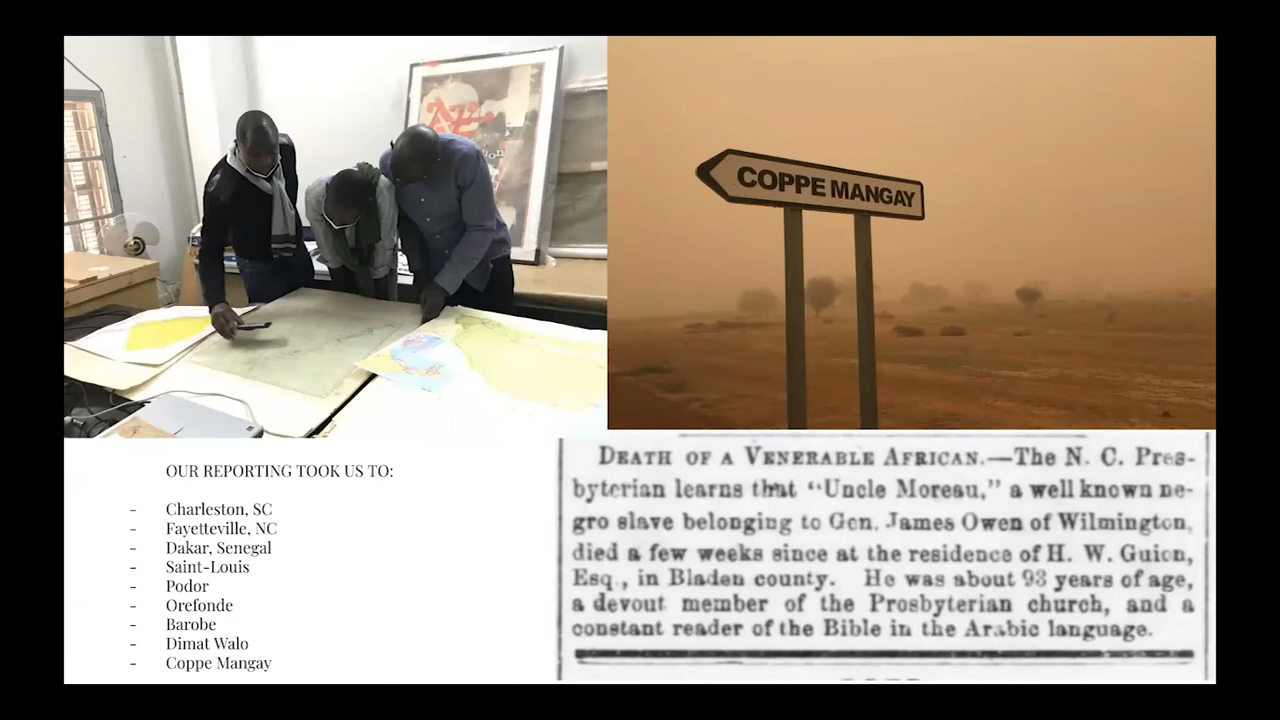 COPPE MANGAY
OUR REPORTING TOOK US TO:
- Charleston, SC
- Fayetteville, NC
- Dakar, Senegal
- Saint-Louis
- Podor
- Orefonde
- Barobe
- Dimat Walo
- Coppe Mangay
DEATH OF A VENERABLE AFRICAN.—The N. C. Pres-
byterian learns that “Uncle Moreau,” a well known ne-
gro slave belonging to Gen. James Owen of Wilmington,
died a few weeks since at the residence of H. W. Guion,
Esq., in Bladen county. He was about 93 years of age,
a devout member of the Prosbyterian church, and a
constant reader of the Bible in the Arabic language.